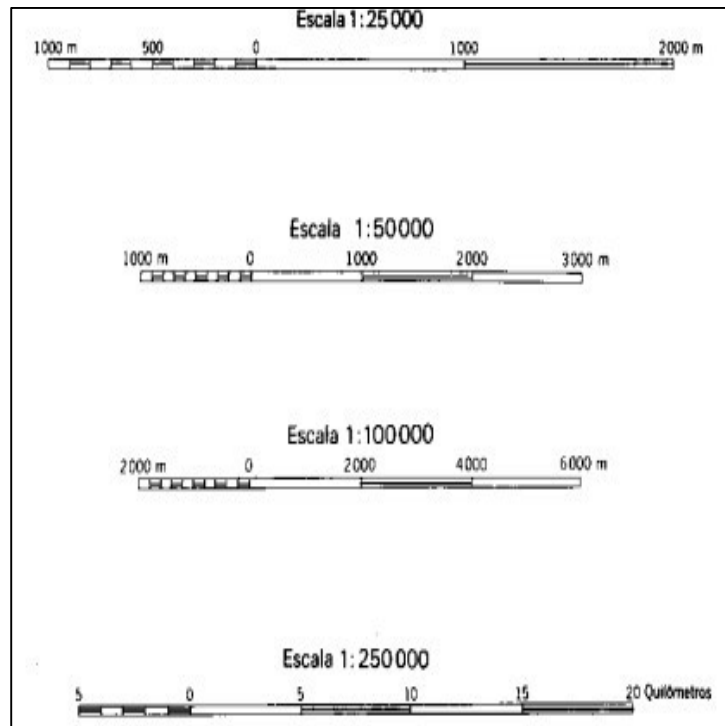 Escala 1:25000
1000 m 500 0 1000 2000 m
Escala 1:50000
1000 m 0 1000 2000 3000 m
Escala 1:100000
2000 m 0 2000 4000 6000 m
Escala 1:250000
5 0 5 10 15 20 Quilômetros